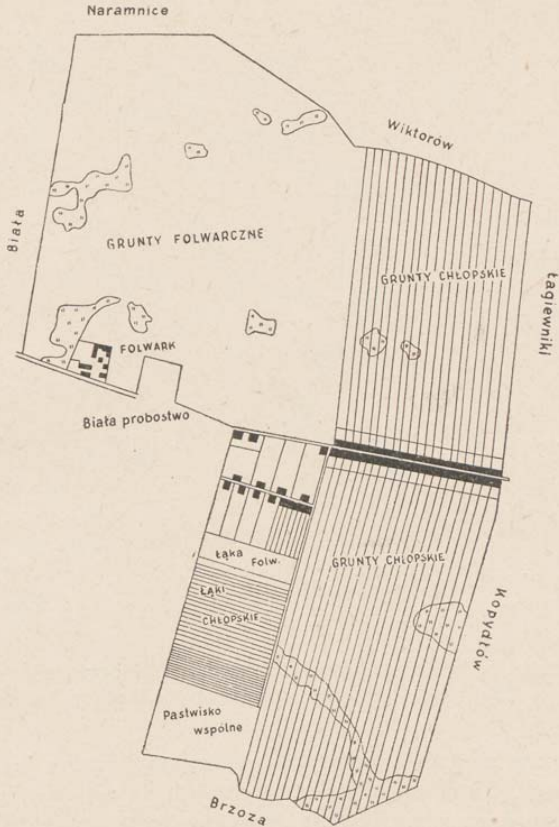 Naramnice
Wiktorów
Biała
GRUNTY FOLWARCZNE
GRUNTY CHŁOPSKIE
Łagiewniki
FOLWARK
Biała probostwo
Łąka
Folw.
GRUNTY CHŁOPSKIE
ŁĄKI
CHŁOPSKIE
Kopydłów
Pastwisko
wspólne
Brzoza